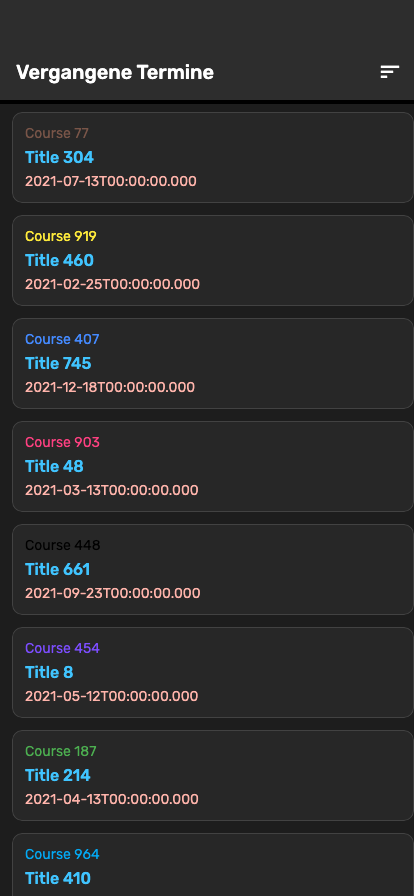 Vergangene Termine
Course 77
Title 304
2021-07-13T00:00:00.000
Course 919
Title 460
2021-02-25T00:00:00.000
Course 407
Title 745
2021-12-18T00:00:00.000
Course 903
Title 48
2021-03-13T00:00:00.000
Course 448
Title 661
2021-09-23T00:00:00.000
Course 454
Title 8
2021-05-12T00:00:00.000
Course 187
Title 214
2021-04-13T00:00:00.000
Course 964
Title 410